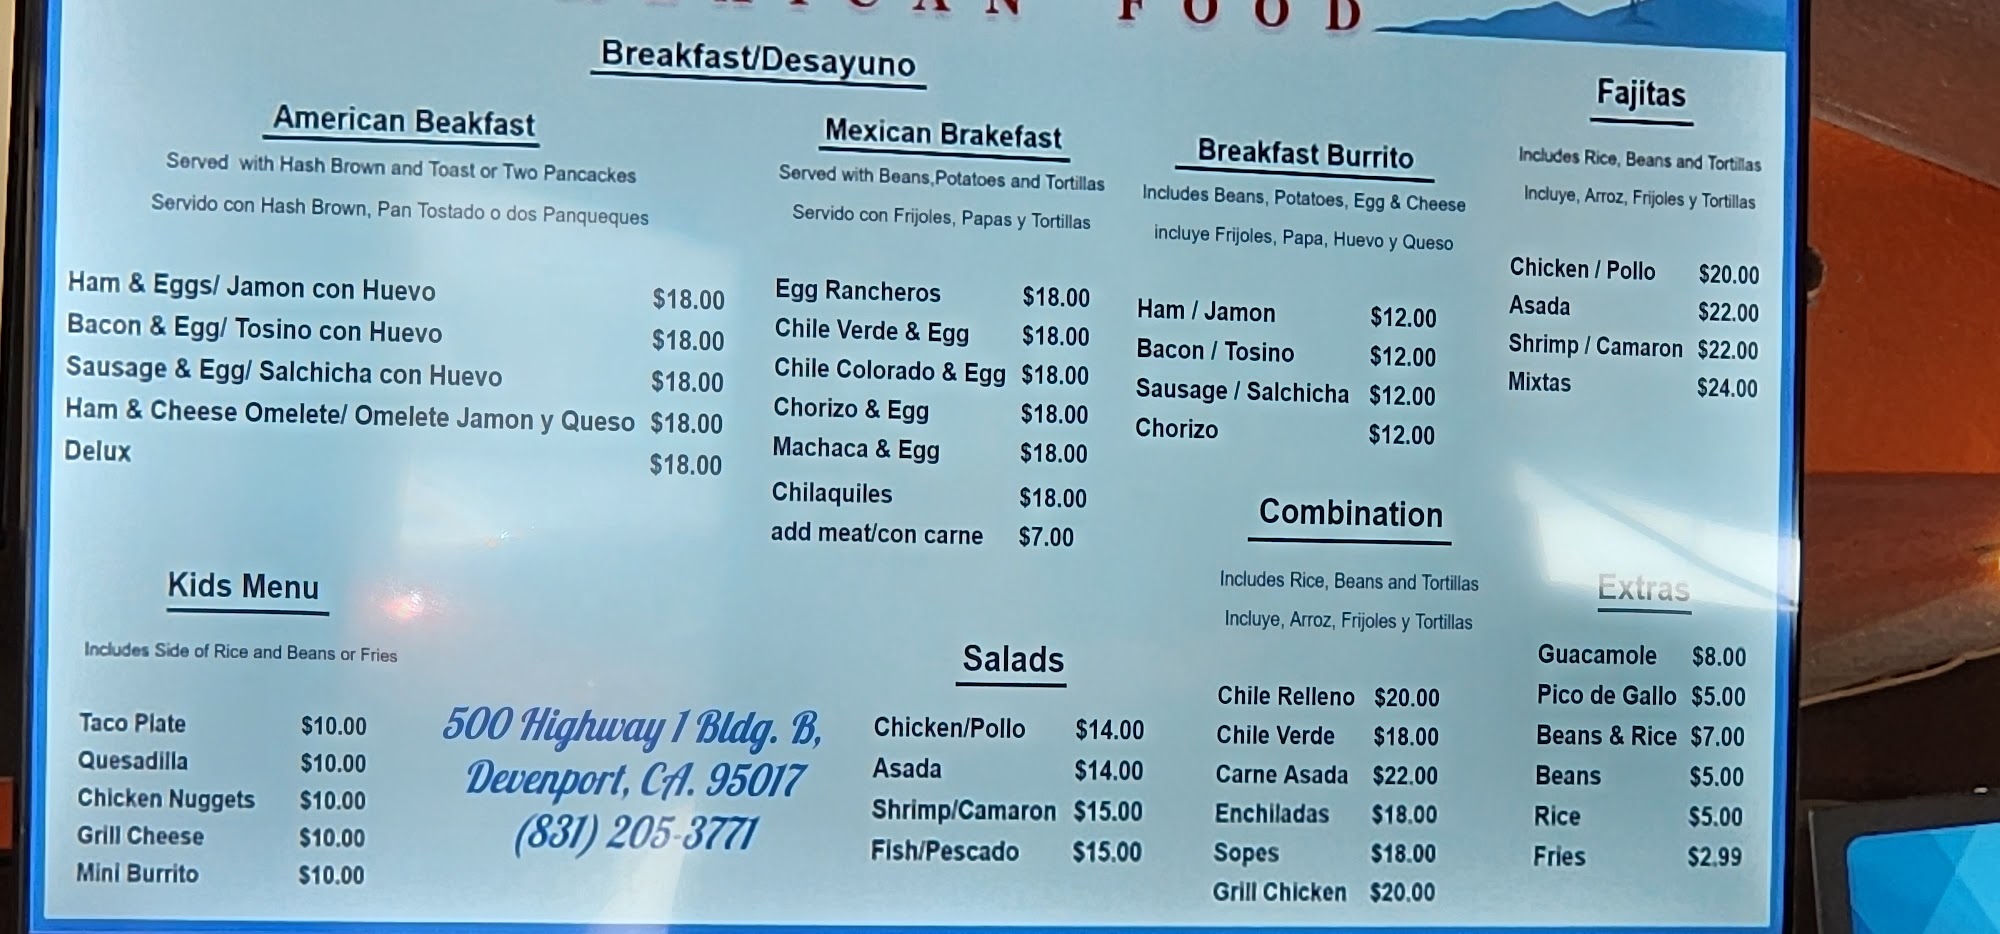 FOOD
Breakfast/Desayuno
American Beakfast
Served with Hash Brown and Toast or Two Pancackes
Servido con Hash Brown, Pan Tostado o dos Panqueques
Ham & Eggs/ Jamon con Huevo $18.00
Bacon & Egg/ Tosino con Huevo $18.00
Sausage & Egg/ Salchicha con Huevo $18.00
Ham & Cheese Omelete/ Omelete Jamon y Queso $18.00
Delux $18.00
Mexican Brakefast
Served with Beans,Potatoes and Tortillas
Servido con Frijoles, Papas y Tortillas
Egg Rancheros $18.00
Chile Verde & Egg $18.00
Chile Colorado & Egg $18.00
Chorizo & Egg $18.00
Machaca & Egg $18.00
Chilaquiles $18.00
add meat/con carne $7.00
Breakfast Burrito
Includes Beans, Potatoes, Egg & Cheese
incluye Frijoles, Papa, Huevo y Queso
Ham / Jamon $12.00
Bacon / Tosino $12.00
Sausage / Salchicha $12.00
Chorizo $12.00
Fajitas
Includes Rice, Beans and Tortillas
Incluye, Arroz, Frijoles y Tortillas
Chicken / Pollo $20.00
Asada $22.00
Shrimp / Camaron $22.00
Mixtas $24.00
Kids Menu
Includes Side of Rice and Beans or Fries
Taco Plate $10.00
Quesadilla $10.00
Chicken Nuggets $10.00
Grill Cheese $10.00
Mini Burrito $10.00
500 Highway 1 Bldg. B,
Devenport, CA. 95017
(831) 205-3771
Salads
Chicken/Pollo $14.00
Asada $14.00
Shrimp/Camaron $15.00
Fish/Pescado $15.00
Combination
Includes Rice, Beans and Tortillas
Incluye, Arroz, Frijoles y Tortillas
Chile Relleno $20.00
Chile Verde $18.00
Carne Asada $22.00
Enchiladas $18.00
Sopes $18.00
Grill Chicken $20.00
Extras
Guacamole $8.00
Pico de Gallo $5.00
Beans & Rice $7.00
Beans $5.00
Rice $5.00
Fries $2.99